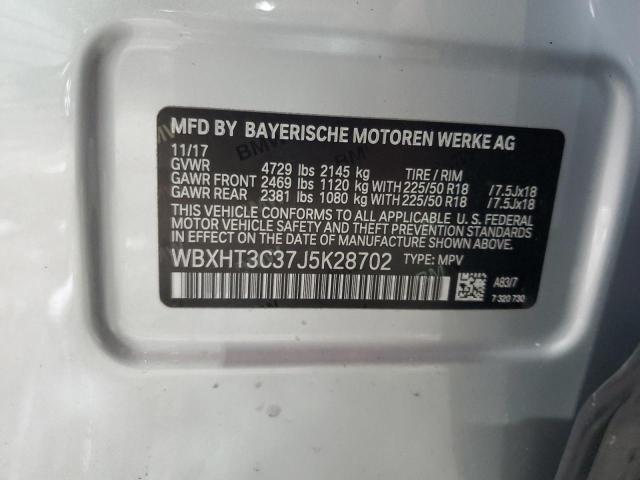 MFD BY BAYERISCHE MOTOREN WERKE AG
11/17
GVWR 4729 lbs 2145 kg TIRE / RIM
GAWR FRONT 2469 lbs 1120 kg WITH 225/50 R18 /7.5Jx18
GAWR REAR 2381 lbs 1080 kg WITH 225/50 R18 /7.5Jx18
THIS VEHICLE CONFORMS TO ALL APPLICABLE U. S. FEDERAL
MOTOR VEHICLE SAFETY, BUMPER, AND THEFT PREVENTION
STANDARDS IN EFFECT ON THE DATE OF MANUFACTURE SHOWN ABOVE.
WBXHT3C37J5K28702 TYPE: MPV
A83/7
7 320 730